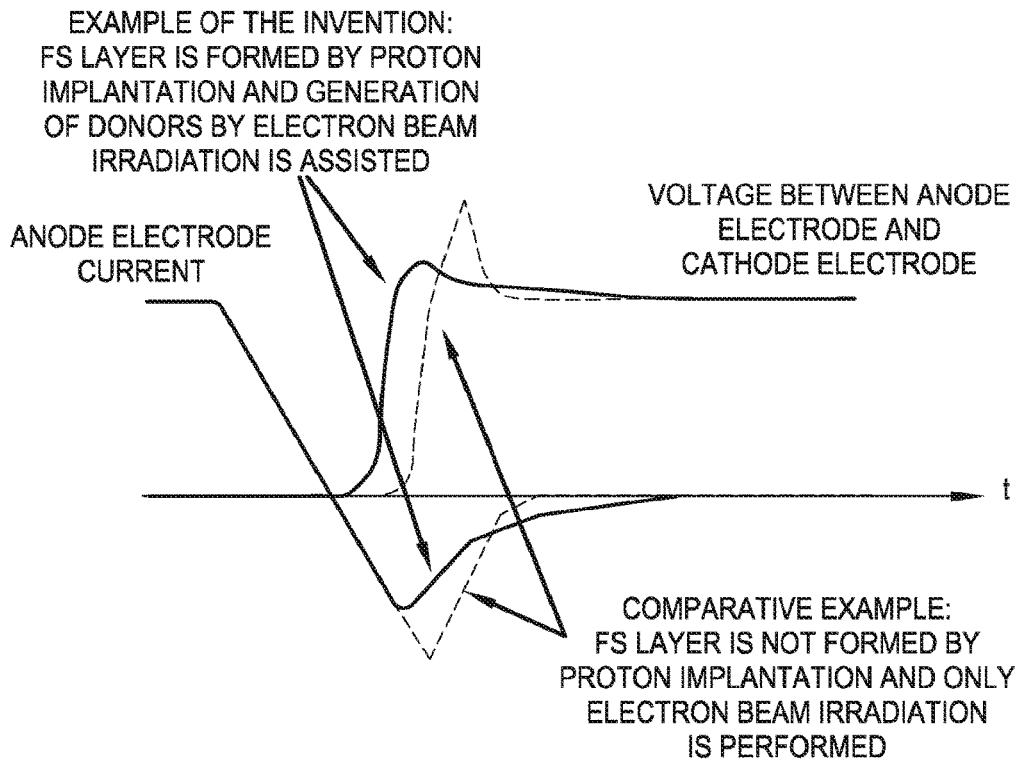 EXAMPLE OF THE INVENTION:
FS LAYER IS FORMED BY PROTON
IMPLANTATION AND GENERATION
OF DONORS BY ELECTRON BEAM
IRRADIATION IS ASSISTED
ANODE ELECTRODE
CURRENT
VOLTAGE BETWEEN ANODE
ELECTRODE AND
CATHODE ELECTRODE
t
COMPARATIVE EXAMPLE:
FS LAYER IS NOT FORMED BY
PROTON IMPLANTATION AND ONLY
ELECTRON BEAM IRRADIATION
IS PERFORMED